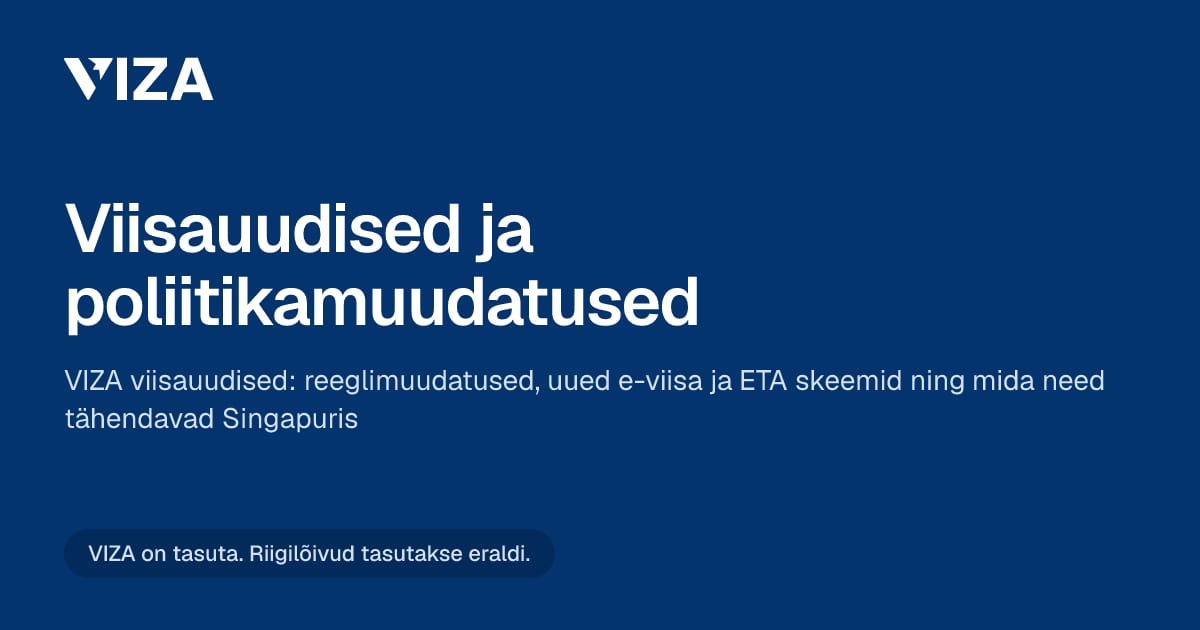 VIZA
Viisauudised ja
poliitikamuudatused
VIZA viisauudised: reeglimuudatused, uued e-viisa ja ETA skeemid ning mida need
tähendavad Singapuris
VIZA on tasuta. Riigilõivud tasutakse eraldi.